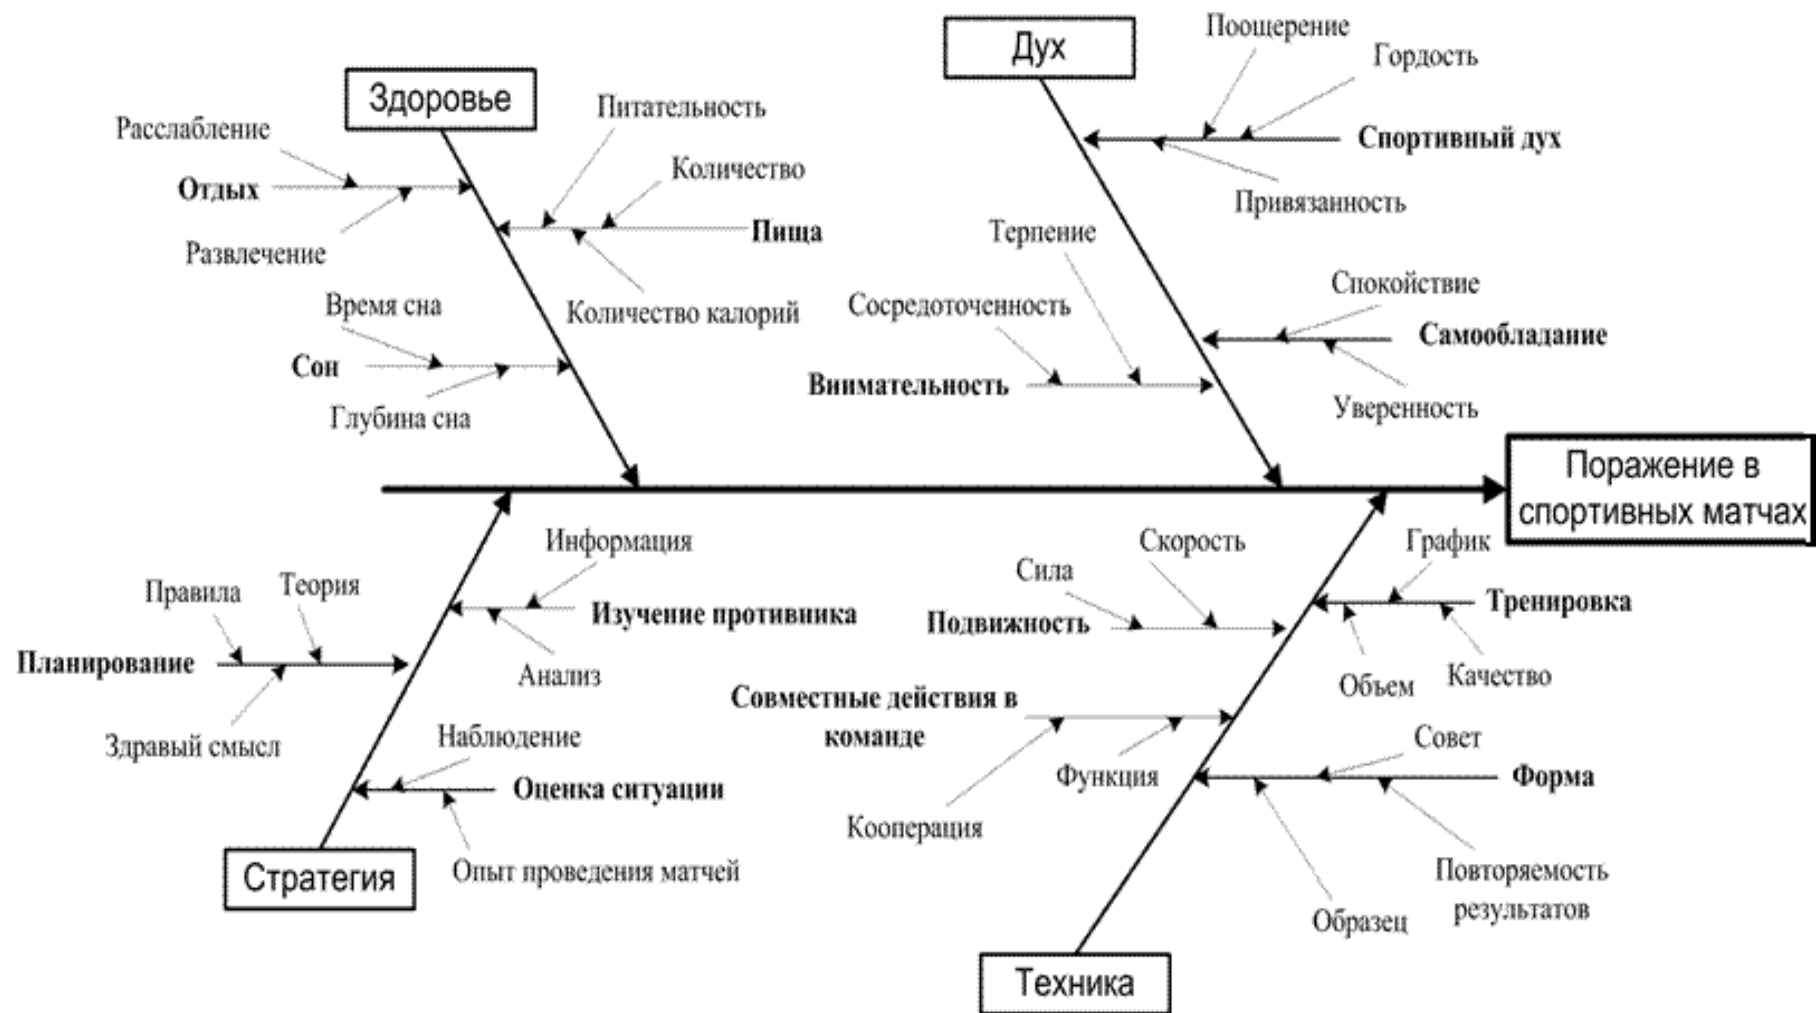 Дух
Поощрение
Гордость
Спортивный дух
Привязанность
Здоровье
Питательность
Расслабление
Количество
Отдых
Пища
Развлечение
Количество калорий
Время сна
Сон
Глубина сна
Терпение
Сосредоточенность
Внимательность
Спокойствие
Самообладание
Уверенность
Поражение в
спортивных матчах
Информация
Изучение противника
Анализ
Правила
Теория
Планирование
Здравый смысл
Наблюдение
Оценка ситуации
Опыт проведения матчей
Стратегия
Скорость
Сила
Подвижность
График
Тренировка
Объем
Качество
Совместные действия в
команде
Функция
Кооперация
Совет
Форма
Повторяемость
результатов
Образец
Техника